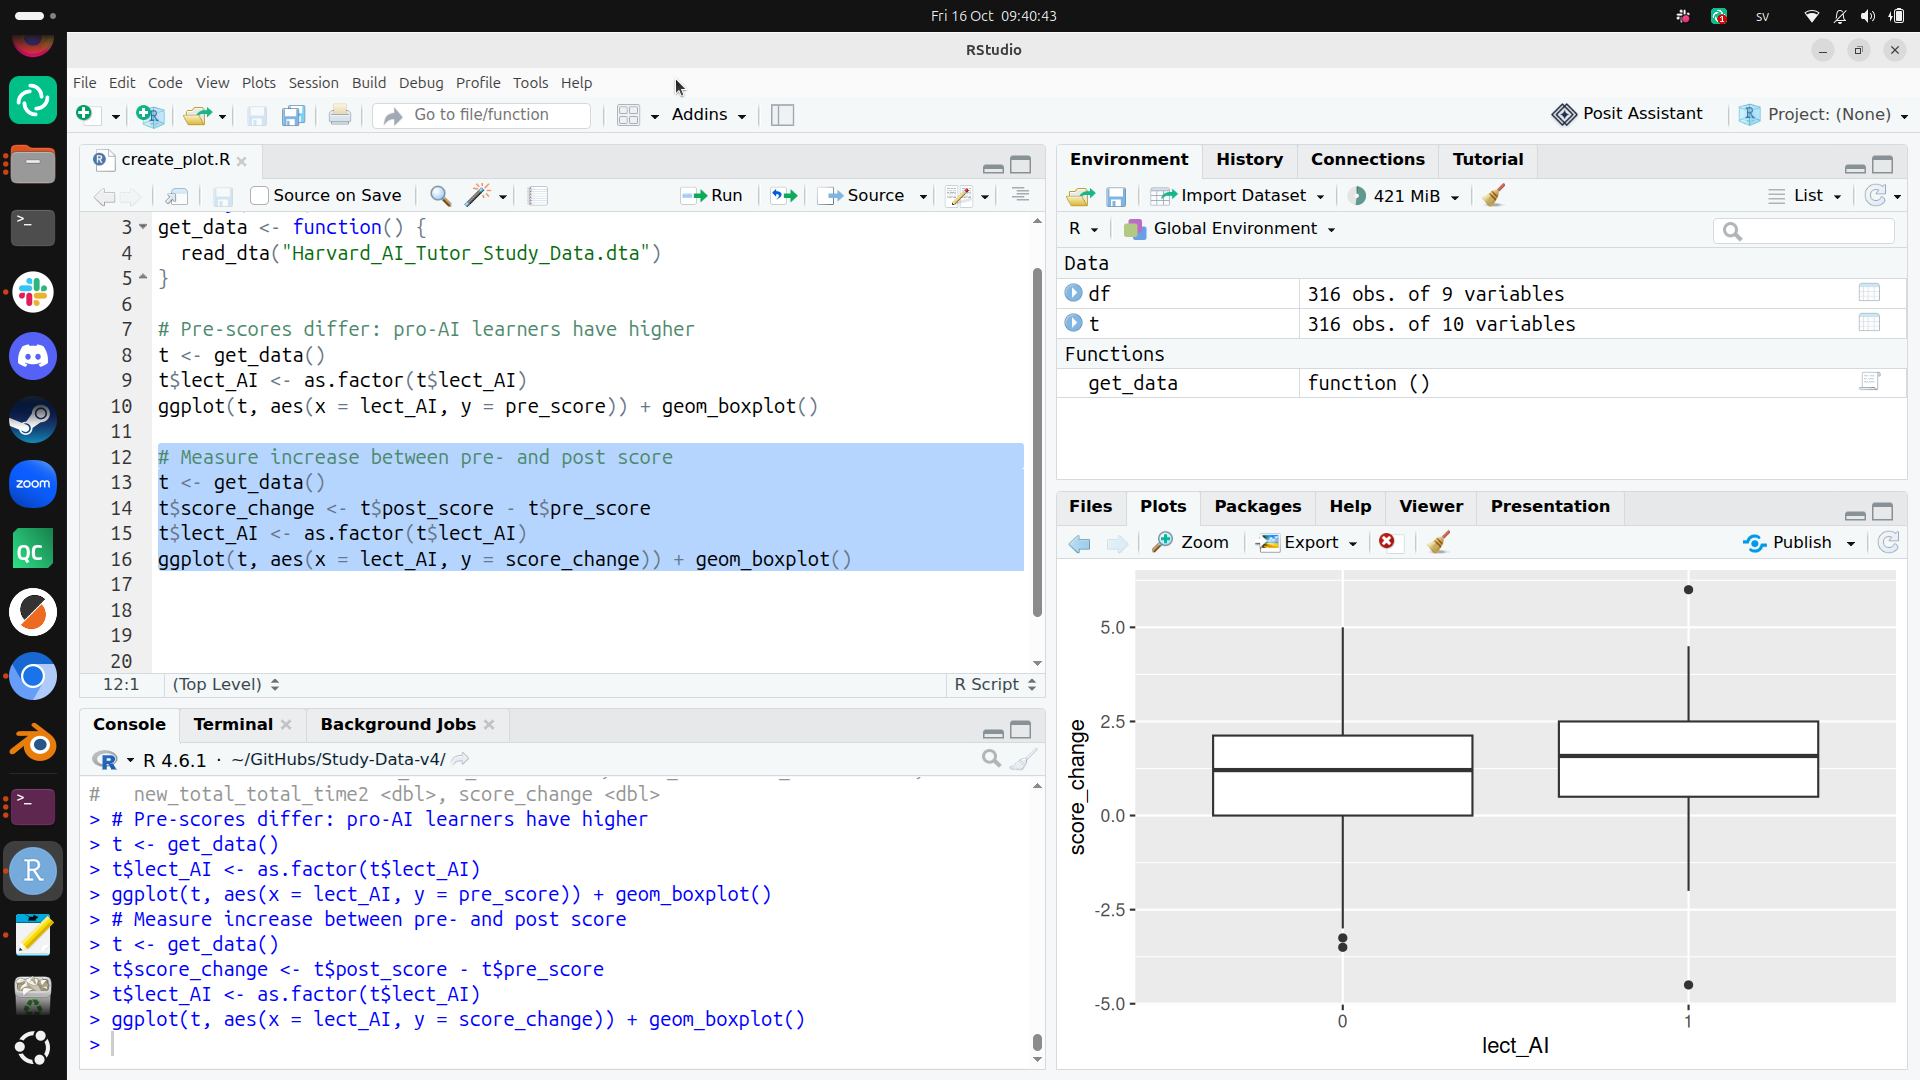 Fri 16 Oct 09:40:43
1
SV
RStudio
File Edit Code View Plots Session Build Debug Profile Tools Help
Go to file/function
Addins
Posit Assistant
Project: (None)
create_plot.R
Source on Save
Run
Source
3 get_data <- function() {
4 read_dta("Harvard_AI_Tutor_Study_Data.dta")
5 }
6
7 # Pre-scores differ: pro-AI learners have higher
8 t <- get_data()
9 t$lect_AI <- as.factor(t$lect_AI)
10 ggplot(t, aes(x = lect_AI, y = pre_score)) + geom_boxplot()
11
12 # Measure increase between pre- and post score
13 t <- get_data()
14 t$score_change <- t$post_score - t$pre_score
15 t$lect_AI <- as.factor(t$lect_AI)
16 ggplot(t, aes(x = lect_AI, y = score_change)) + geom_boxplot()
17
18
19
20
12:1 (Top Level) R Script
Console Terminal Background Jobs
R 4.6.1 · ~/GitHubs/Study-Data-v4/
# new_total_total_time2 <dbl>, score_change <dbl>
> # Pre-scores differ: pro-AI learners have higher
> t <- get_data()
> t$lect_AI <- as.factor(t$lect_AI)
> ggplot(t, aes(x = lect_AI, y = pre_score)) + geom_boxplot()
> # Measure increase between pre- and post score
> t <- get_data()
> t$score_change <- t$post_score - t$pre_score
> t$lect_AI <- as.factor(t$lect_AI)
> ggplot(t, aes(x = lect_AI, y = score_change)) + geom_boxplot()
>
Environment History Connections Tutorial
Import Dataset
421 MiB
List
R Global Environment
Data
df 316 obs. of 9 variables
t 316 obs. of 10 variables
Functions
get_data function ()
Files Plots Packages Help Viewer Presentation
Zoom Export Publish
5.0
2.5
0.0
-2.5
-5.0
score_change
0 1
lect_AI
zoom
QC
R